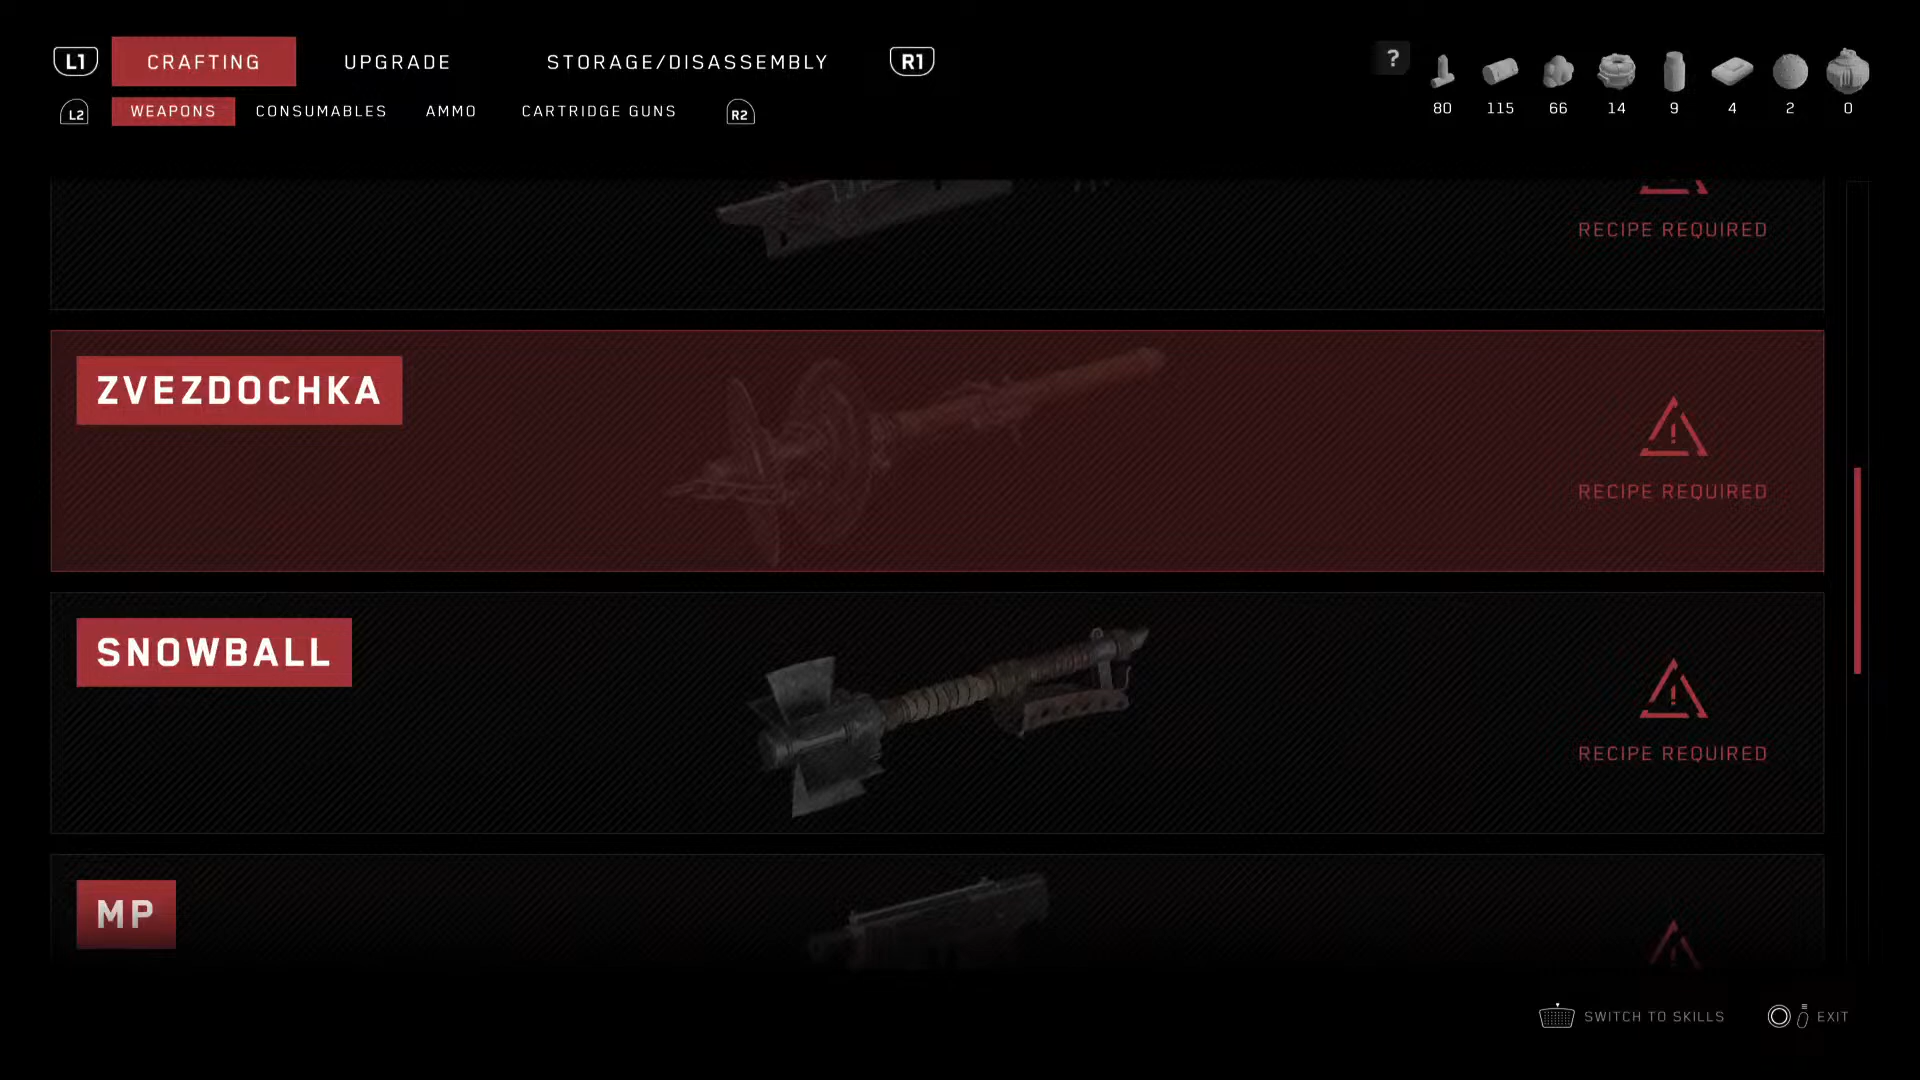 L1 CRAFTING UPGRADE STORAGE/DISASSEMBLY R1 ?
L2 WEAPONS CONSUMABLES AMMO CARTRIDGE GUNS R2
80 115 66 14 9 4 2 0
RECIPE REQUIRED
ZVEZDOCHKA
RECIPE REQUIRED
SNOWBALL
RECIPE REQUIRED
MP
SWITCH TO SKILLS EXIT